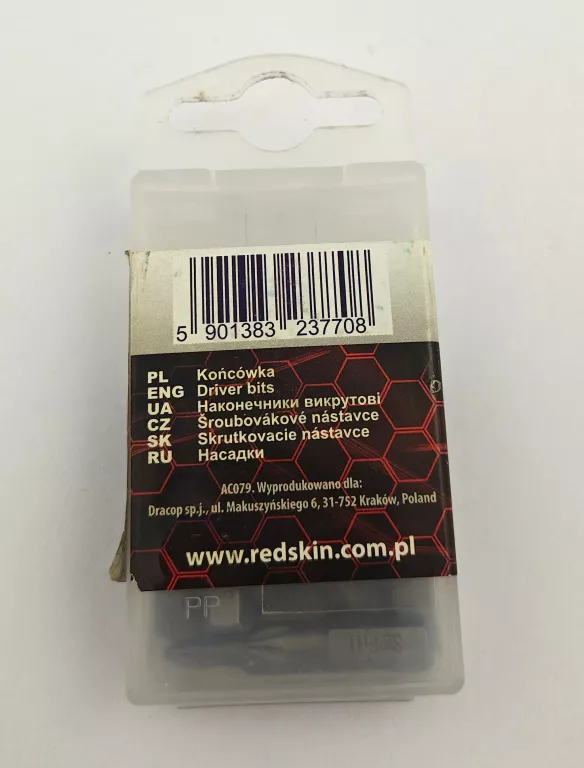 5 901383 237708
PL Końcówka
ENG Driver bits
UA Наконечники викрутові
CZ Šroubovákové nástavce
SK Skrutkovacie nástavce
RU Насадки
AC079. Wyprodukowano dla:
Dracop sp.j., ul. Makuszyńskiego 6, 31-752 Kraków, Poland
www.redskin.com.pl
PP